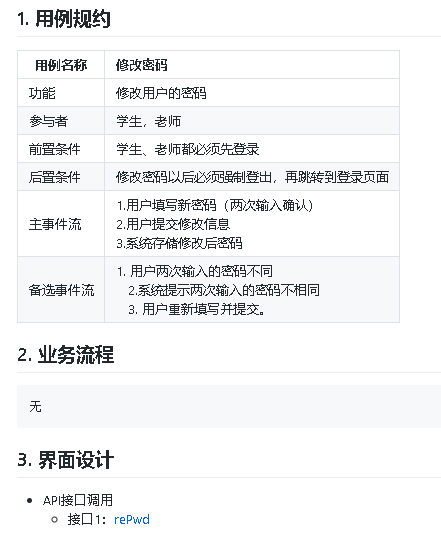 1. 用例规约
用例名称 修改密码
功能 修改用户的密码
参与者 学生，老师
前置条件 学生、老师都必须先登录
后置条件 修改密码以后必须强制登出，再跳转到登录页面
主事件流 1.用户填写新密码（两次输入确认）
2.用户提交修改信息
3.系统存储修改后密码
备选事件流 1. 用户两次输入的密码不同
2.系统提示两次输入的密码不相同
3. 用户重新填写并提交。
2. 业务流程
无
3. 界面设计
API接口调用
接口1：rePwd